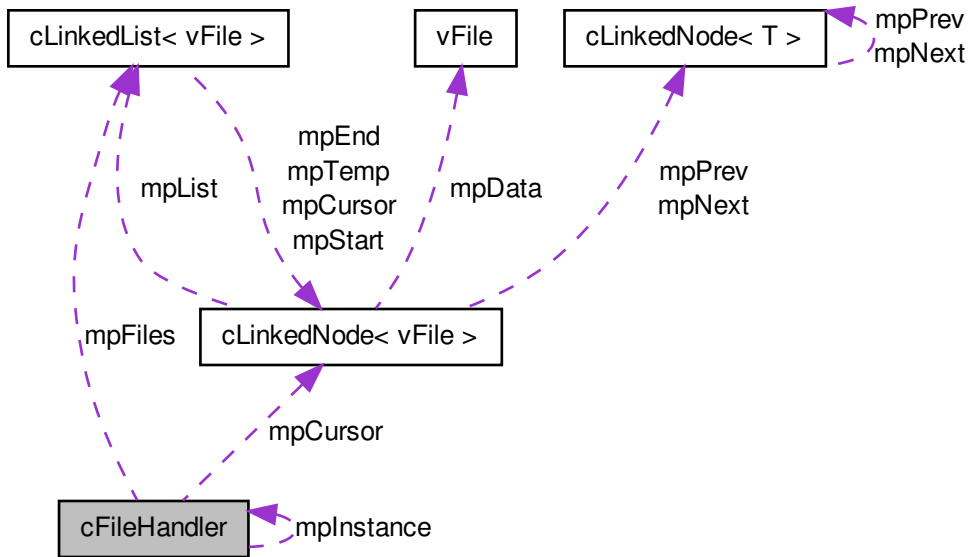 cLinkedList< vFile >
vFile
cLinkedNode< T >
mpPrev
mpNext
mpEnd
mpTemp
mpCursor
mpStart
mpList
mpData
mpPrev
mpNext
cLinkedNode< vFile >
mpFiles
mpCursor
cFileHandler
mpInstance